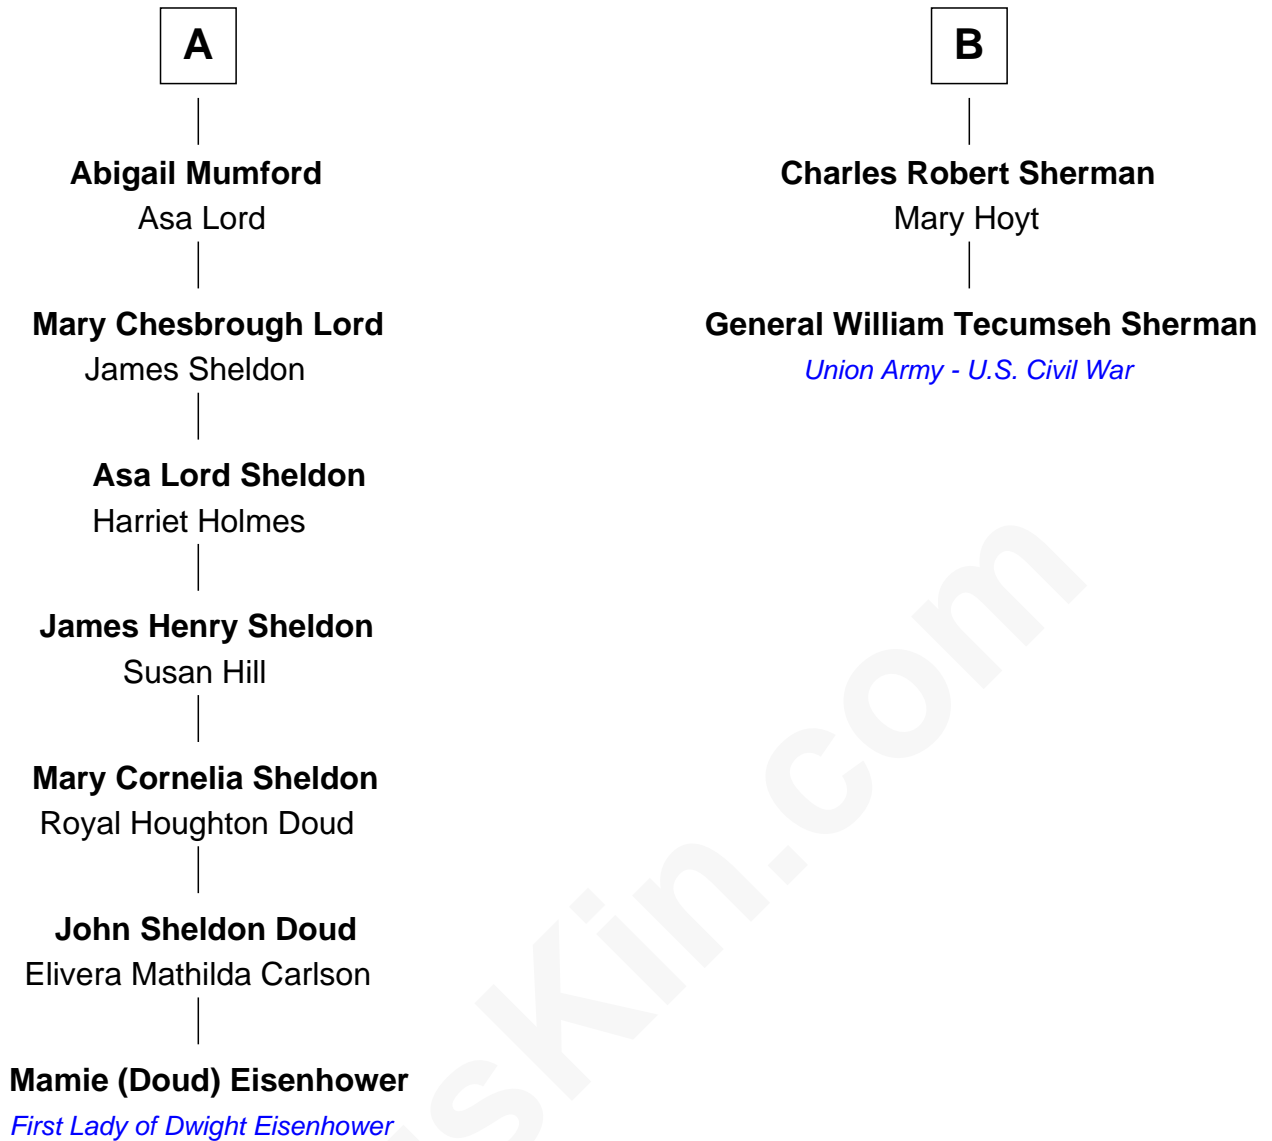 A
Abigail Mumford
Asa Lord
Mary Chesbrough Lord
James Sheldon
Asa Lord Sheldon
Harriet Holmes
James Henry Sheldon
Susan Hill
Mary Cornelia Sheldon
Royal Houghton Doud
John Sheldon Doud
Elivera Mathilda Carlson
Mamie (Doud) Eisenhower
First Lady of Dwight Eisenhower
B
Charles Robert Sherman
Mary Hoyt
General William Tecumseh Sherman
Union Army - U.S. Civil War
sKin.com